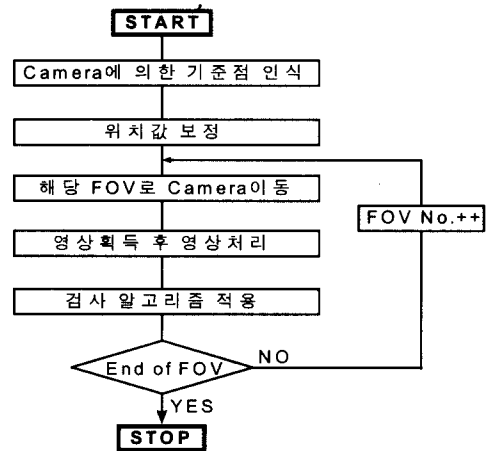 START
Camera에 의한 기준점 인식
위치값 보정
해당 FOV로 Camera이동
FOV No.++
영상획득 후 영상처리
검사 알고리즘 적용
End of FOV
NO
YES
STOP